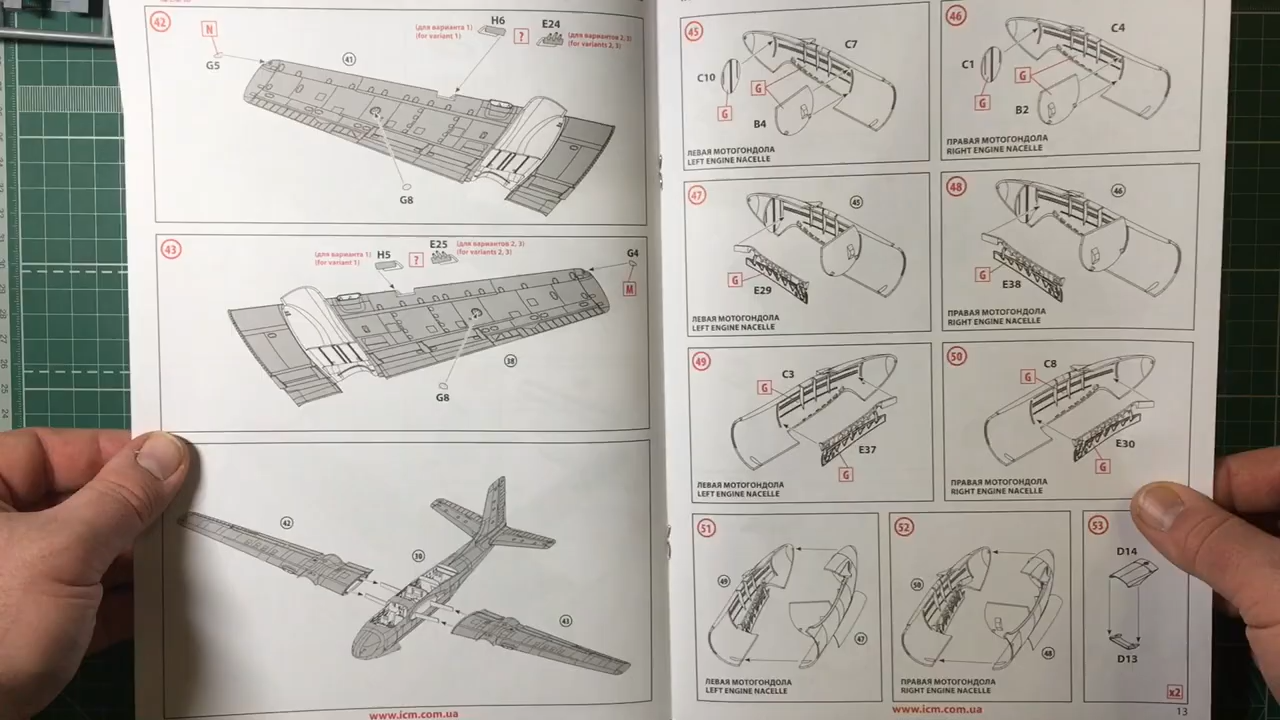 42
N
G5
41
(для варианта 1)
(for variant 1)
H6
?
E24
(для вариантов 2, 3)
(for variants 2, 3)
G8
43
(для варианта 1)
(for variant 1)
H5
?
E25
(для вариантов 2, 3)
(for variants 2, 3)
G4
M
38
G8
42
39
43
www.icm.com.ua
45
C7
C10
G
G
B4
ЛЕВАЯ МОТОГОНДОЛА
LEFT ENGINE NACELLE
46
C4
C1
G
G
B2
ПРАВАЯ МОТОГОНДОЛА
RIGHT ENGINE NACELLE
47
45
G
E29
ЛЕВАЯ МОТОГОНДОЛА
LEFT ENGINE NACELLE
48
46
G
E38
ПРАВАЯ МОТОГОНДОЛА
RIGHT ENGINE NACELLE
49
C3
G
E37
G
ЛЕВАЯ МОТОГОНДОЛА
LEFT ENGINE NACELLE
50
C8
G
E30
G
ПРАВАЯ МОТОГОНДОЛА
RIGHT ENGINE NACELLE
51
49
47
ЛЕВАЯ МОТОГОНДОЛА
LEFT ENGINE NACELLE
52
50
48
ПРАВАЯ МОТОГОНДОЛА
RIGHT ENGINE NACELLE
53
D14
D13
x2
www.icm.com.ua
13